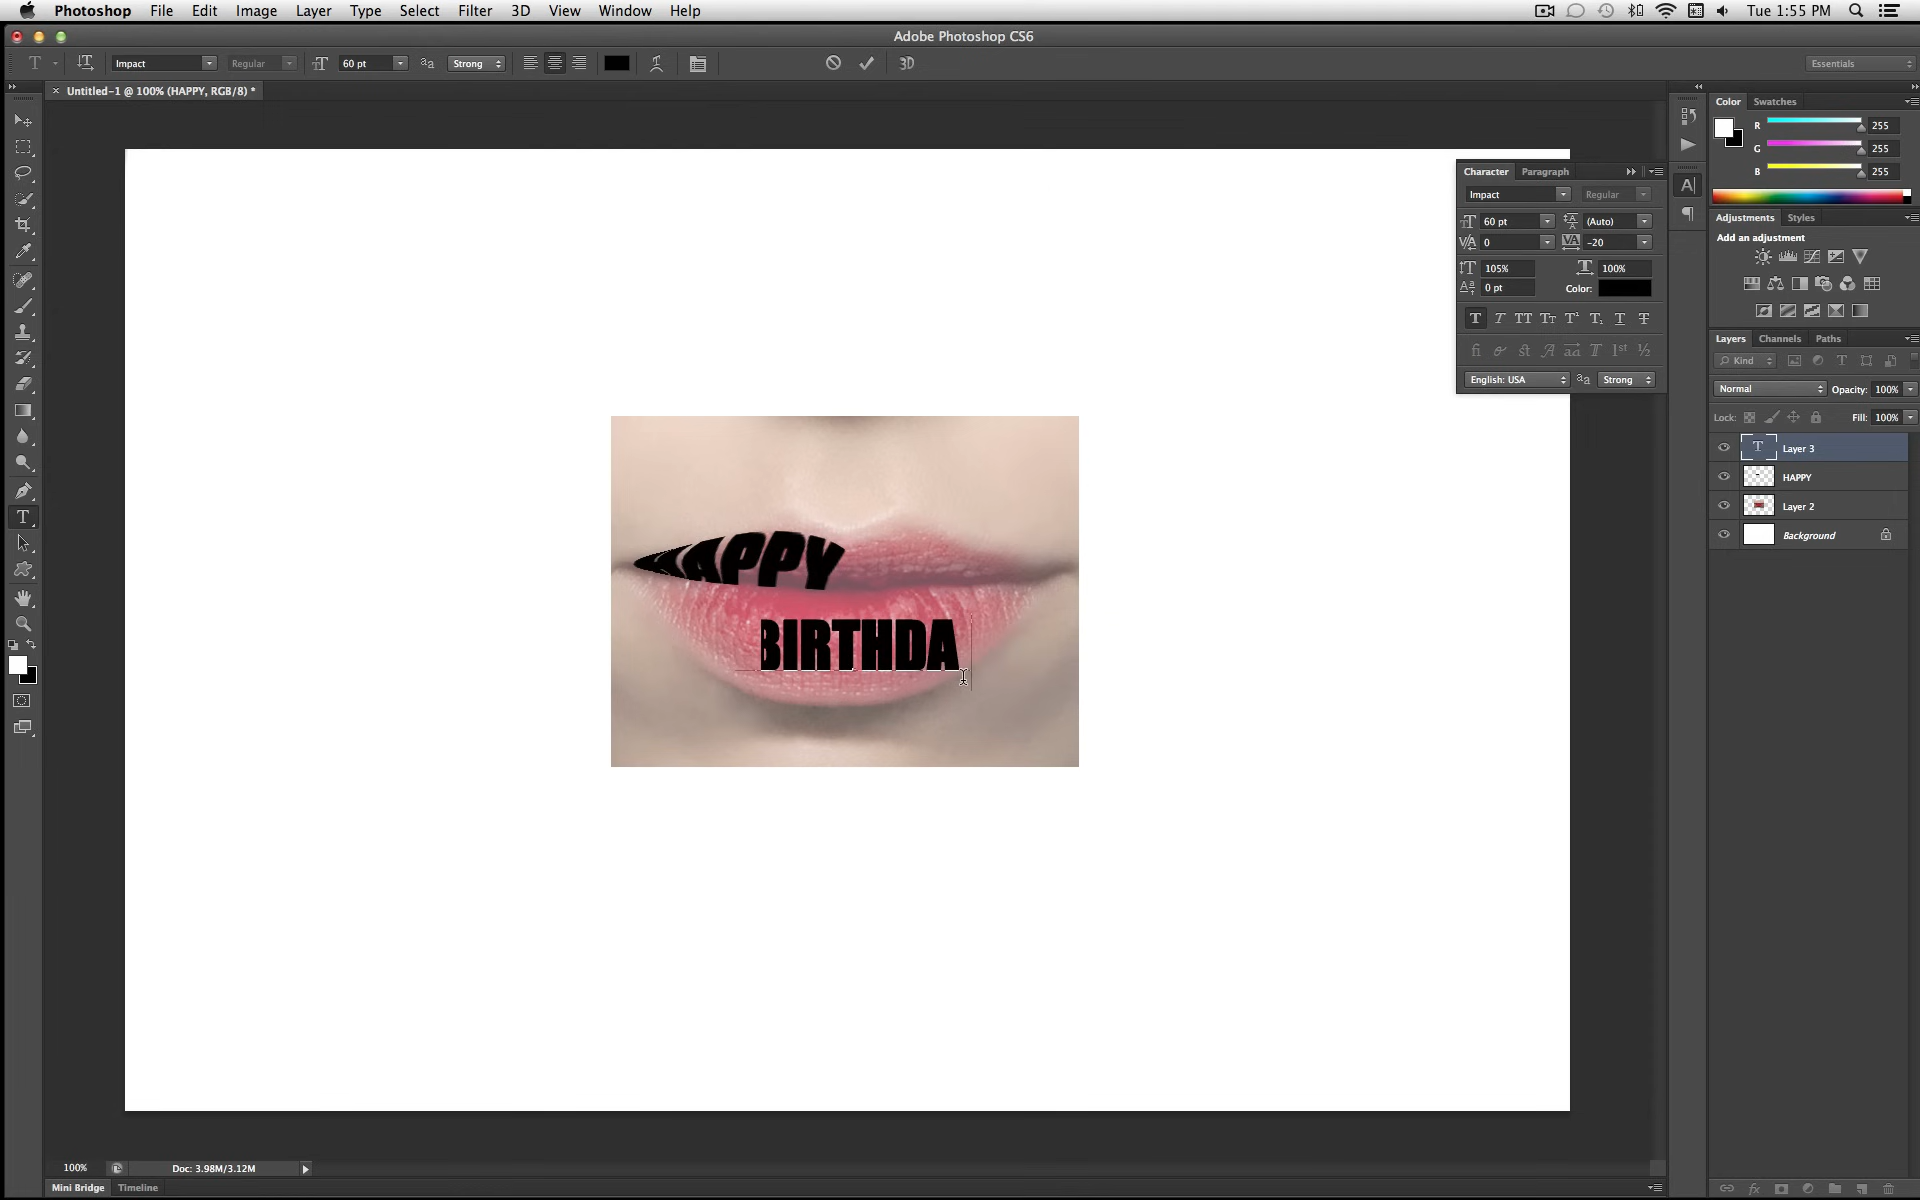 Photoshop File Edit Image Layer Type Select Filter 3D View Window Help Tue 1:55 PM
Adobe Photoshop CS6
Impact Regular 60 pt Strong 3D Essentials
Untitled-1 @ 100% (HAPPY, RGB/8) *
Color Swatches
R 255
G 255
B 255
Character Paragraph
Impact Regular
60 pt (Auto)
0 -20
105% 100%
0 pt Color:
English: USA Strong
Adjustments Styles
Add an adjustment
Layers Channels Paths
Kind
Normal Opacity: 100%
Lock: Fill: 100%
Layer 3
HAPPY
Layer 2
Background
HAPPY
BIRTHDA
100% Doc: 3.98M/3.12M
Mini Bridge Timeline